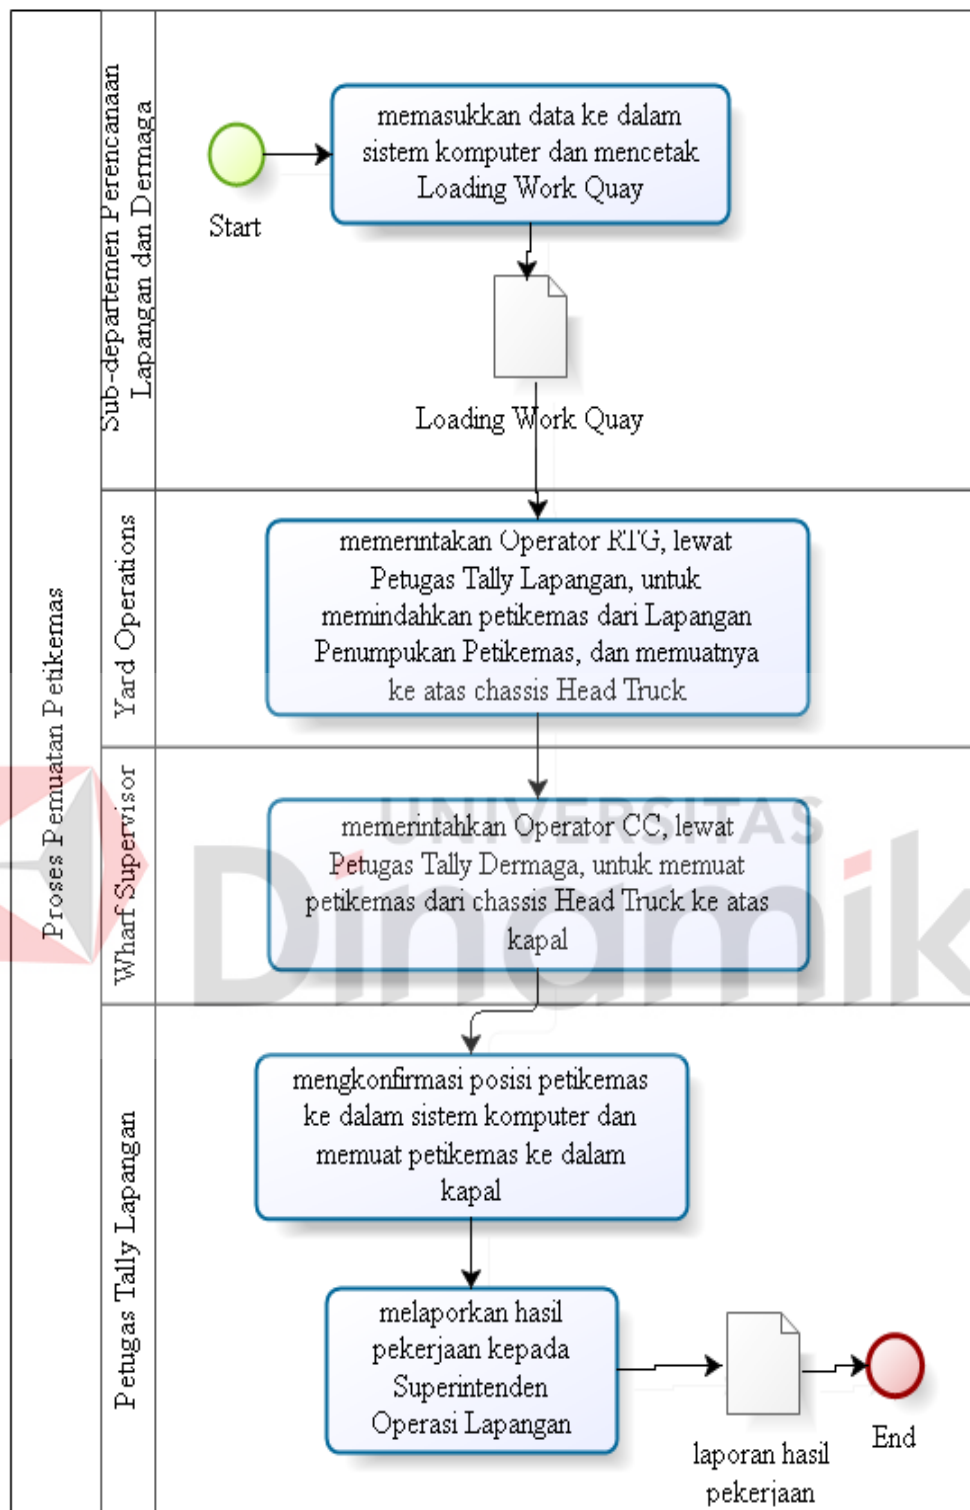 Proses Pemuatan Petikemas
Sub-departemen Perencanaan
Lapangan dan Dermaga
Start
memasukkan data ke dalam
sistem komputer dan mencetak
Loading Work Quay
Loading Work Quay
Yard Operations
memerintakan Operator RTG, lewat
Petugas Tally Lapangan, untuk
memindahkan petikemas dari Lapangan
Penumpukan Petikemas, dan memuatnya
ke atas chassis Head Truck
Wharf Supervisor
memerintahkan Operator CC, lewat
Petugas Tally Dermaga, untuk memuat
petikemas dari chassis Head Truck ke atas
kapal
UNIVERSITAS
Dinamik
Petugas Tally Lapangan
mengkonfirmasi posisi petikemas
ke dalam sistem komputer dan
memuat petikemas ke dalam
kapal
melaporkan hasil
pekerjaan kepada
Superintenden
Operasi Lapangan
laporan hasil
pekerjaan
End